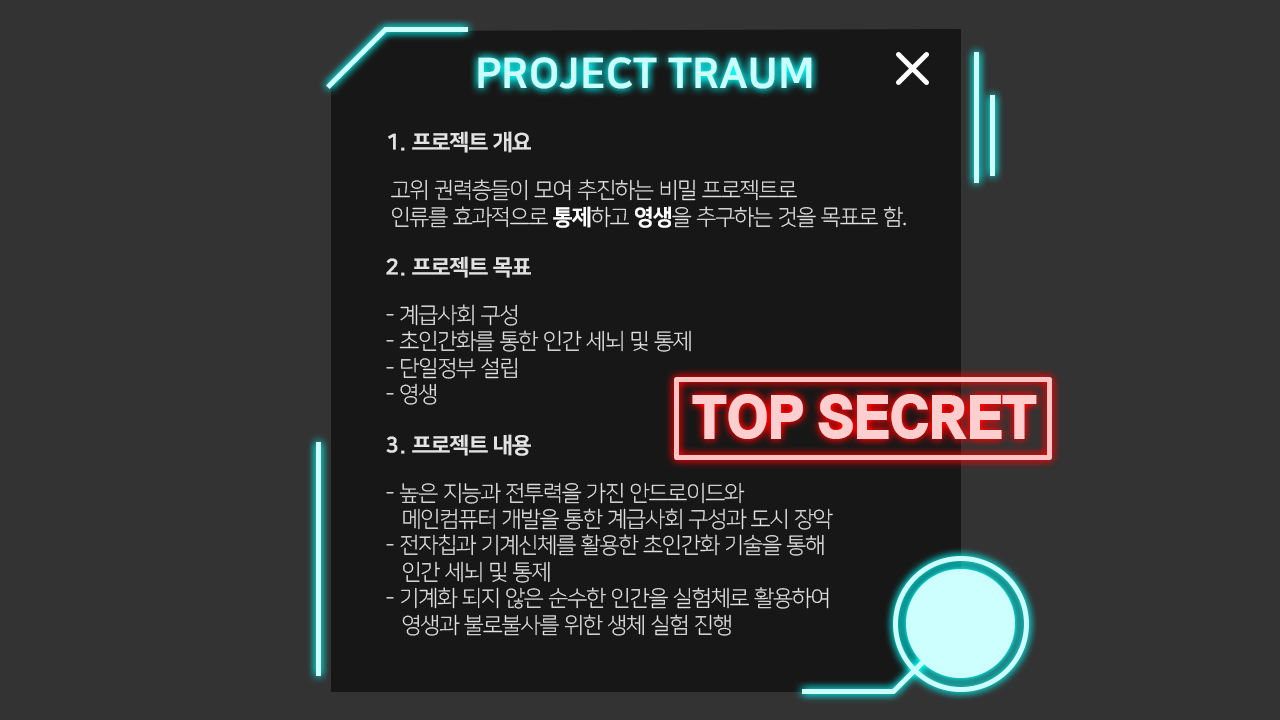 PROJECT TRAUM
1. 프로젝트 개요
고위 권력층들이 모여 추진하는 비밀 프로젝트로
인류를 효과적으로 통제하고 영생을 추구하는 것을 목표로 함.
2. 프로젝트 목표
- 계급사회 구성
- 초인간화를 통한 인간 세뇌 및 통제
- 단일정부 설립
- 영생
TOP SECRET
3. 프로젝트 내용
- 높은 지능과 전투력을 가진 안드로이드와
메인컴퓨터 개발을 통한 계급사회 구성과 도시 장악
- 전자칩과 기계신체를 활용한 초인간화 기술을 통해
인간 세뇌 및 통제
- 기계화 되지 않은 순수한 인간을 실험체로 활용하여
영생과 불로불사를 위한 생체 실험 진행